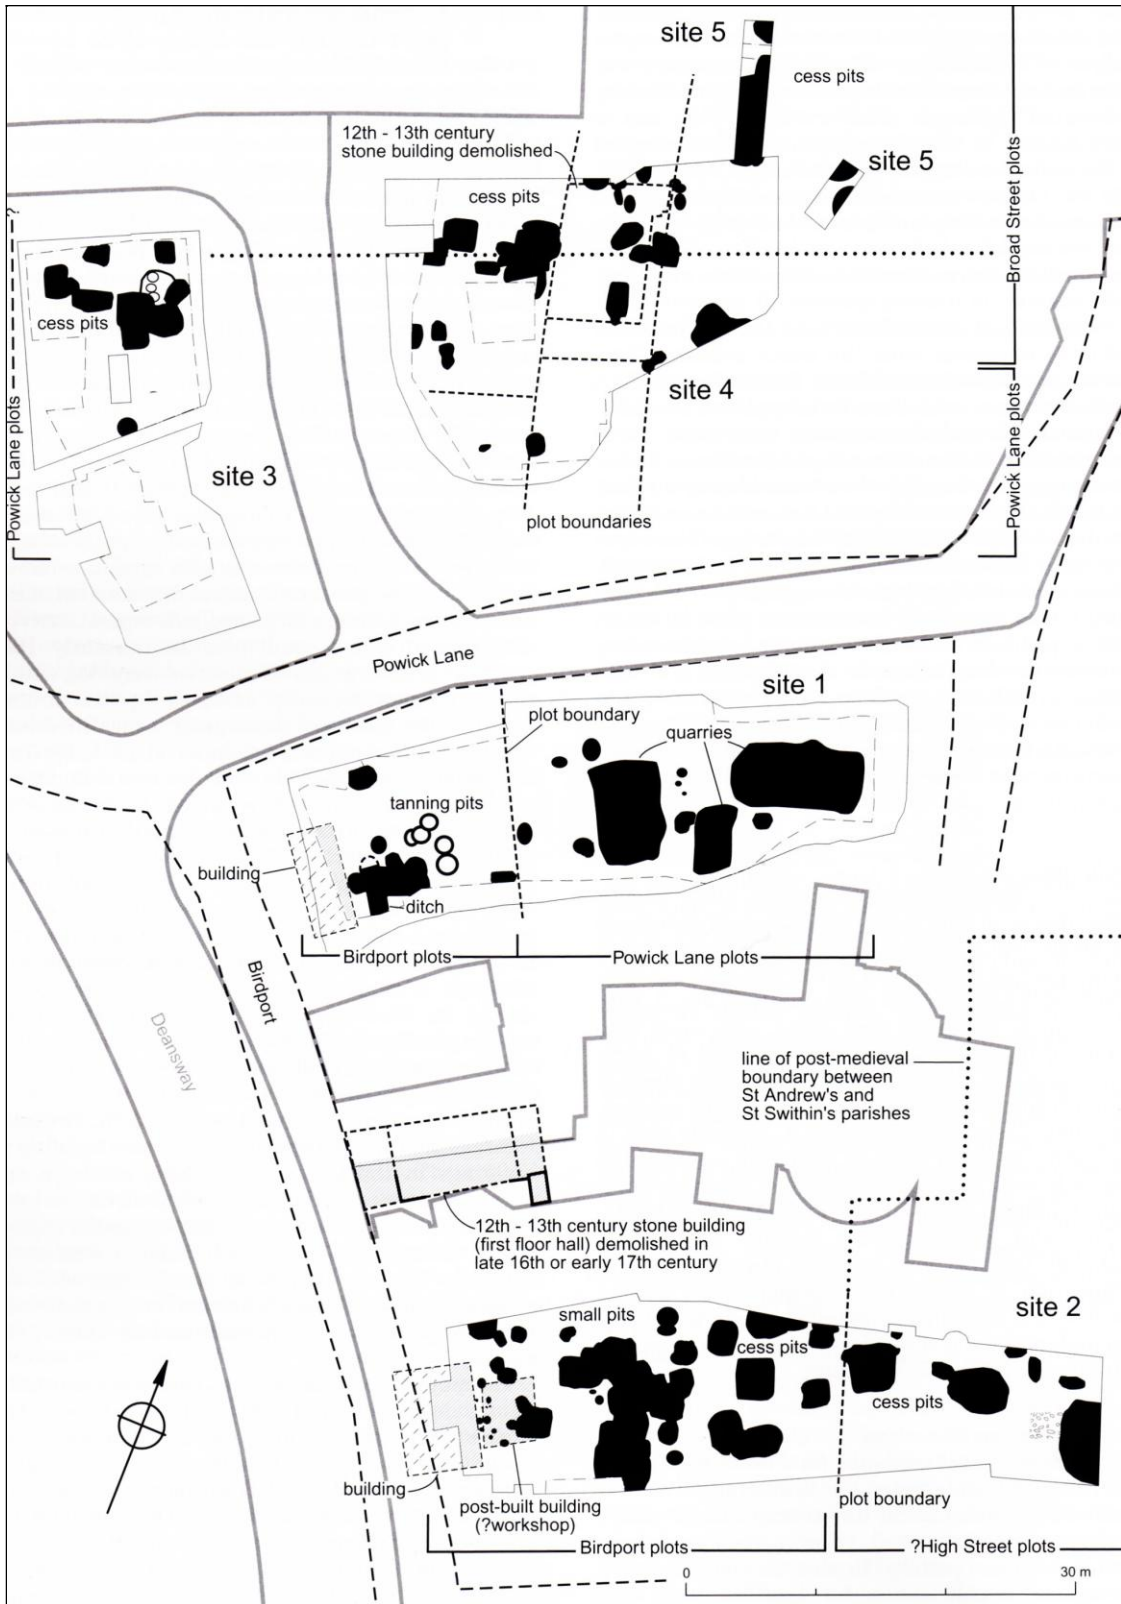 site 5
cess pits
12th - 13th century
stone building demolished
site 5
cess pits
Broad Street plots
?
cess pits
Powick Lane plots
site 3
site 4
Powick Lane plots
plot boundaries
Powick Lane
site 1
plot boundary
quarries
tanning pits
building
ditch
Birdport plots
Powick Lane plots
Birdport
Deansway
line of post-medieval
boundary between
St Andrew's and
St Swithin's parishes
12th - 13th century stone building
(first floor hall) demolished in
late 16th or early 17th century
site 2
small pits
cess pits
cess pits
building
post-built building
(?workshop)
plot boundary
Birdport plots
?High Street plots
0
30 m